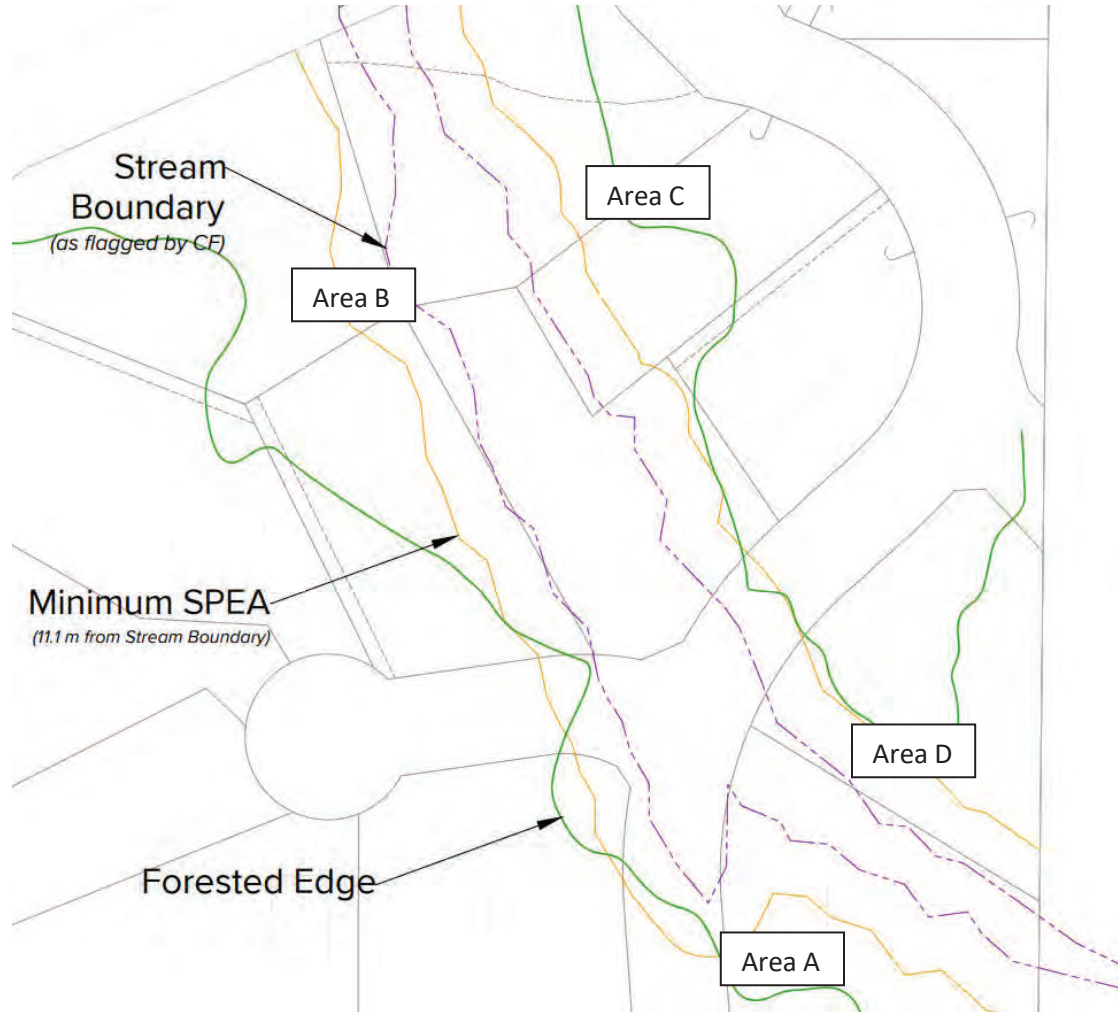 Stream
Boundary
(as flagged by CF)
Area C
Area B
Minimum SPEA
(11.1 m from Stream Boundary)
Area D
Forested Edge
Area A